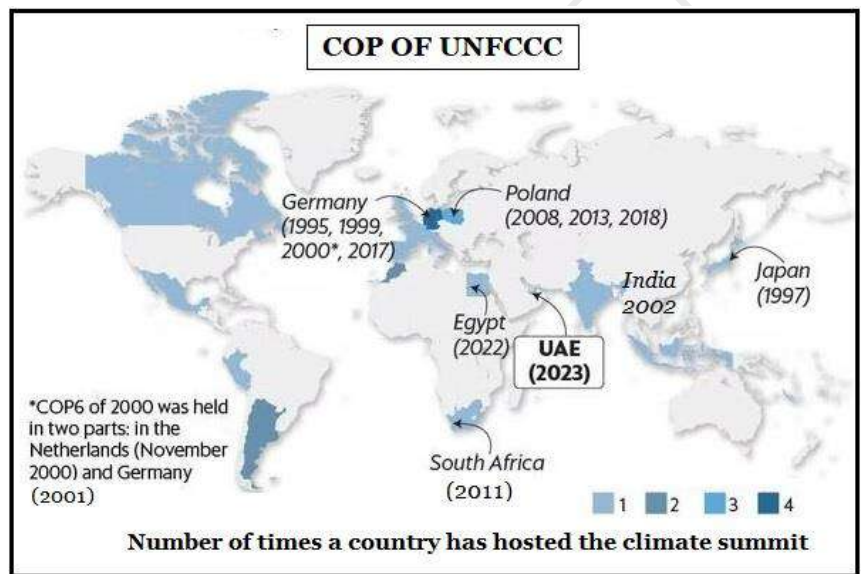 COP OF UNFCCC
Germany
(1995, 1999,
2000*, 2017)
Poland
(2008, 2013, 2018)
Egypt
(2022)
UAE
(2023)
India
2002
Japan
(1997)
*COP6 of 2000 was held
in two parts: in the
Netherlands (November
2000) and Germany
(2001)
South Africa
(2011)
1 2 3 4
Number of times a country has hosted the climate summit